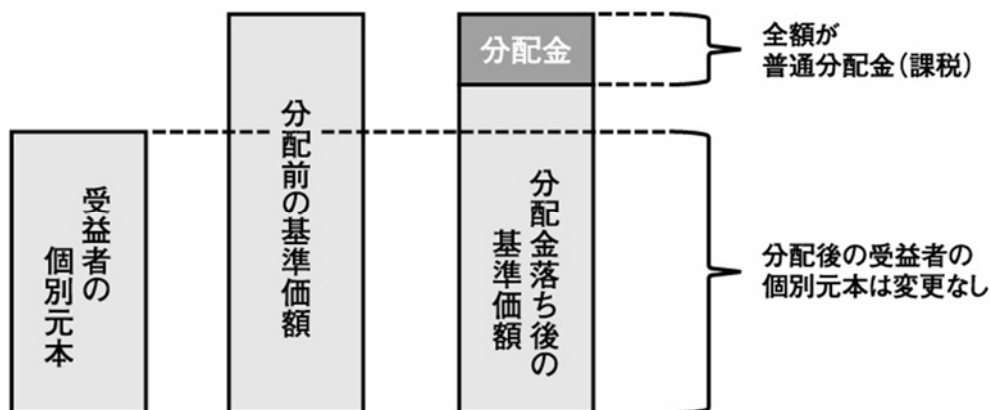 受益者の
個別元本
分配前の基準価額
分配金
分配金落ち後の
基準価額
全額が
普通分配金(課税)
分配後の受益者の
個別元本は変更なし